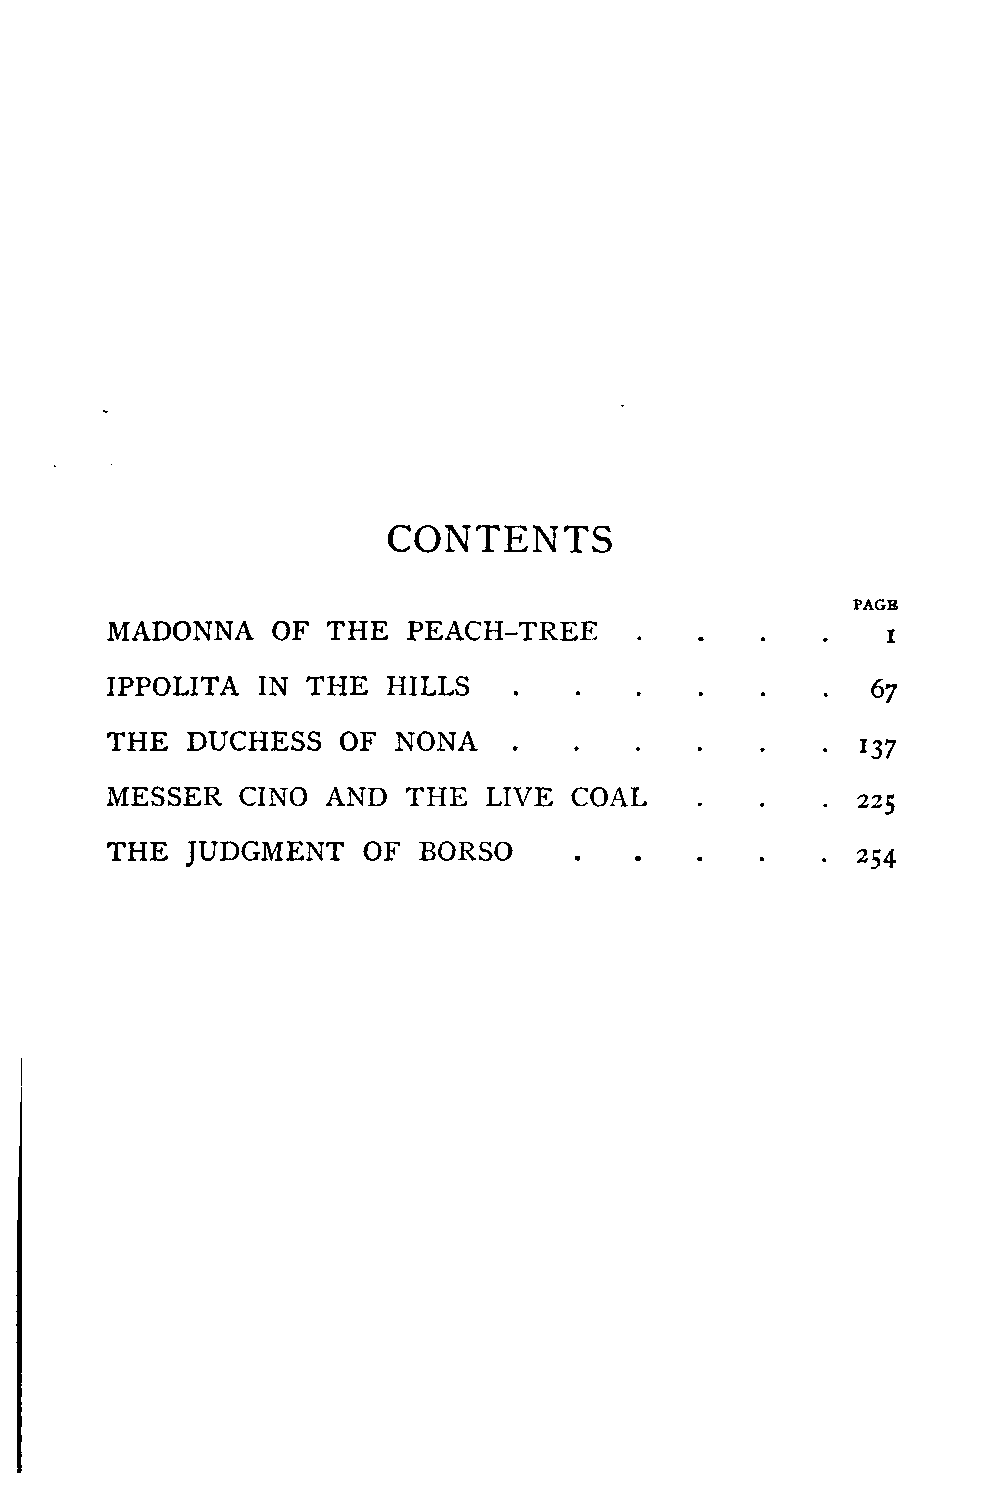 CONTENTS
PAGE
MADONNA OF THE PEACH-TREE . . . . 1
IPPOLITA IN THE HILLS . . . . . . 67
THE DUCHESS OF NONA . . . . . . 137
MESSER CINO AND THE LIVE COAL . . . 225
THE JUDGMENT OF BORSO . . . . . 254